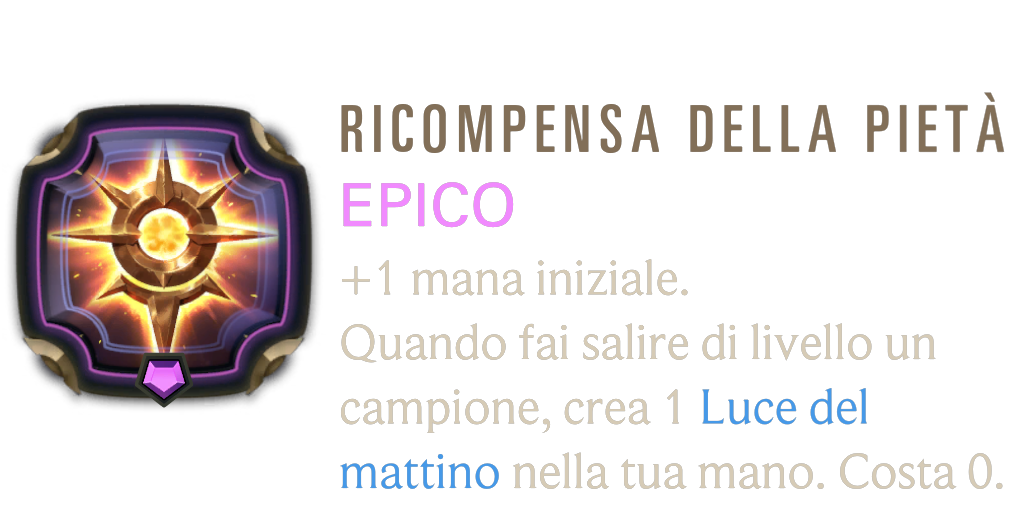 RICOMPENSA DELLA PIETÀ
EPICO
+1 mana iniziale.
Quando fai salire di livello un
campione, crea 1 Luce del
mattino nella tua mano. Costa 0.